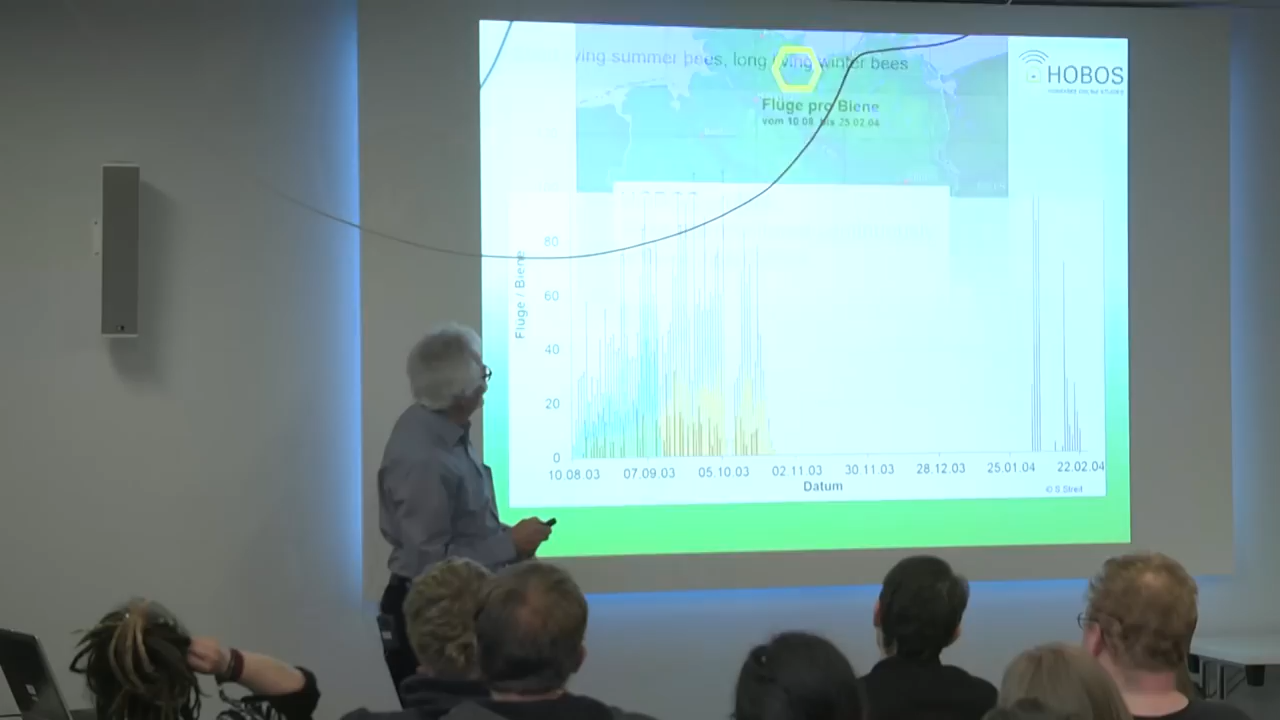 ving summer bees, long living winter bees
HOBOS
Flüge pro Biene
vom 10.08. bis 25.02.04
Flüge / Biene
80
60
40
20
0
10.08.03 07.09.03 05.10.03 02.11.03 30.11.03 28.12.03 25.01.04 22.02.04
Datum
© S.Streit